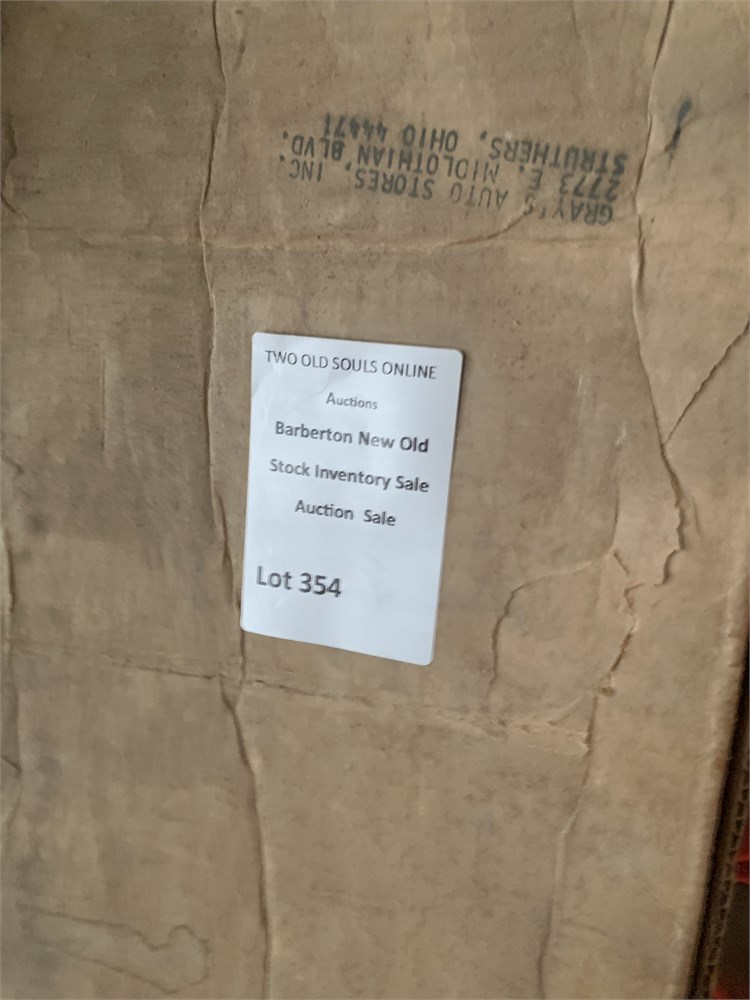 GRAY'S AUTO STORES, INC.
2773 E. MIDLOTHIAN BLVD.
STRUTHERS, OHIO 44471
TWO OLD SOULS ONLINE
Auctions
Barberton New Old
Stock Inventory Sale
Auction Sale
Lot 354